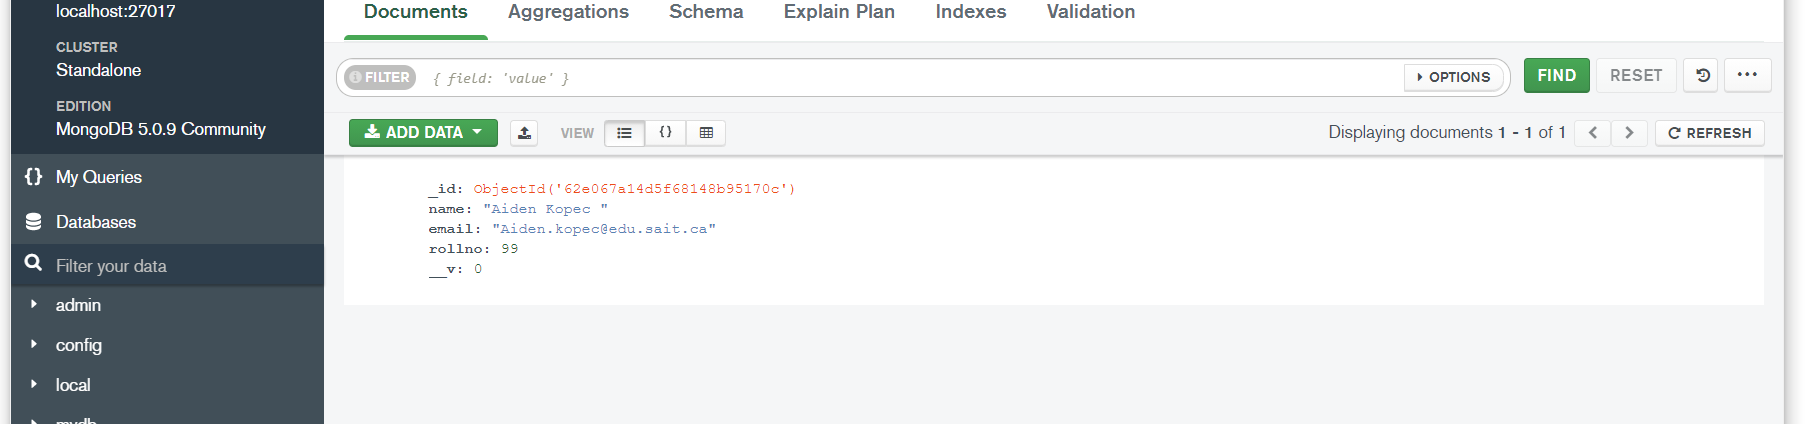 localhost:27017
CLUSTER
Standalone
EDITION
MongoDB 5.0.9 Community
{} My Queries
Databases
Filter your data
admin
config
local
Documents Aggregations Schema Explain Plan Indexes Validation
FILTER { field: 'value' } OPTIONS FIND RESET ...
ADD DATA VIEW {} Displaying documents 1 - 1 of 1 < > REFRESH
_id: ObjectId('62e067a14d5f68148b95170c')
name: "Aiden Kopec "
email: "Aiden.kopec@edu.sait.ca"
rollno: 99
__v: 0